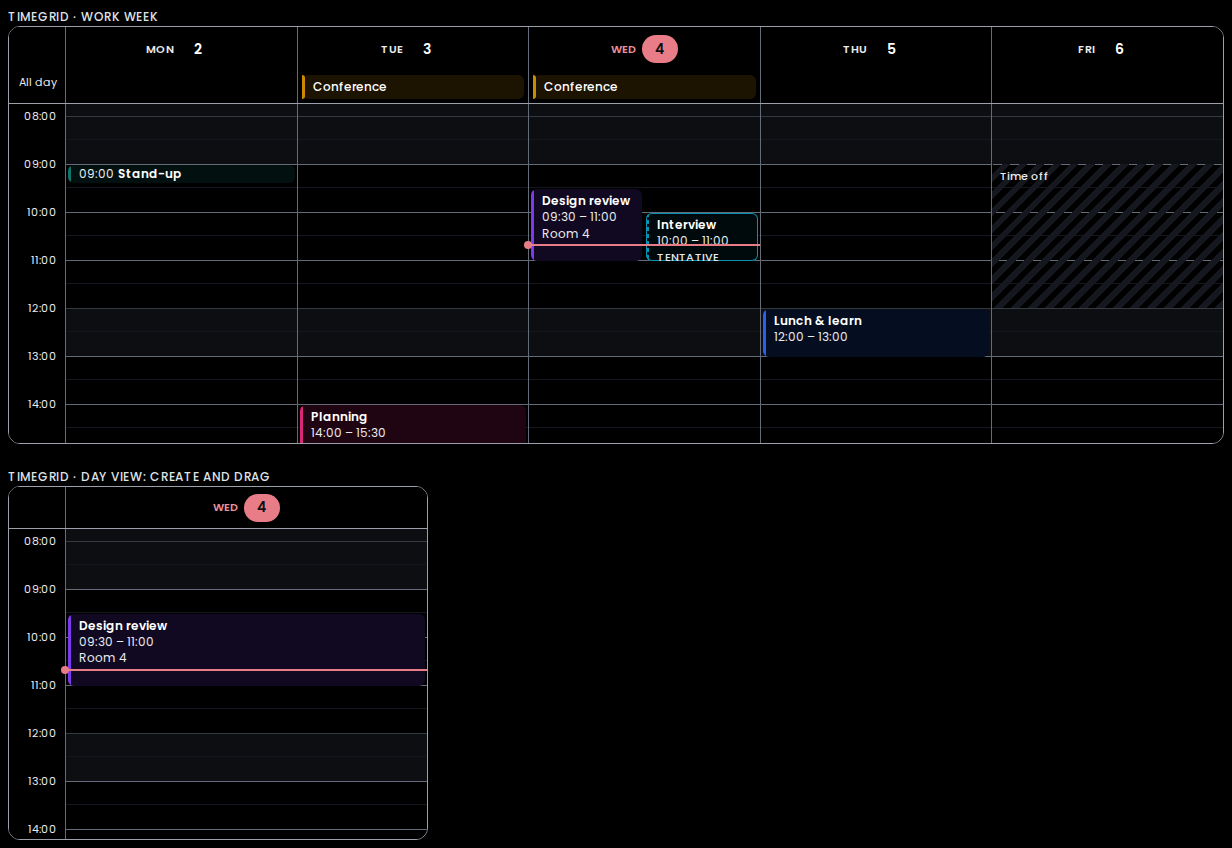 TIMEGRID · WORK WEEK
MON 2
TUE 3
WED 4
THU 5
FRI 6
All day
Conference
Conference
08:00
09:00
09:00 Stand-up
Time off
Design review
09:30 – 11:00
Room 4
10:00
Interview
10:00 – 11:00
TENTATIVE
11:00
12:00
Lunch & learn
12:00 – 13:00
13:00
14:00
Planning
14:00 – 15:30
TIMEGRID · DAY VIEW: CREATE AND DRAG
WED 4
08:00
09:00
Design review
09:30 – 11:00
Room 4
10:00
11:00
12:00
13:00
14:00